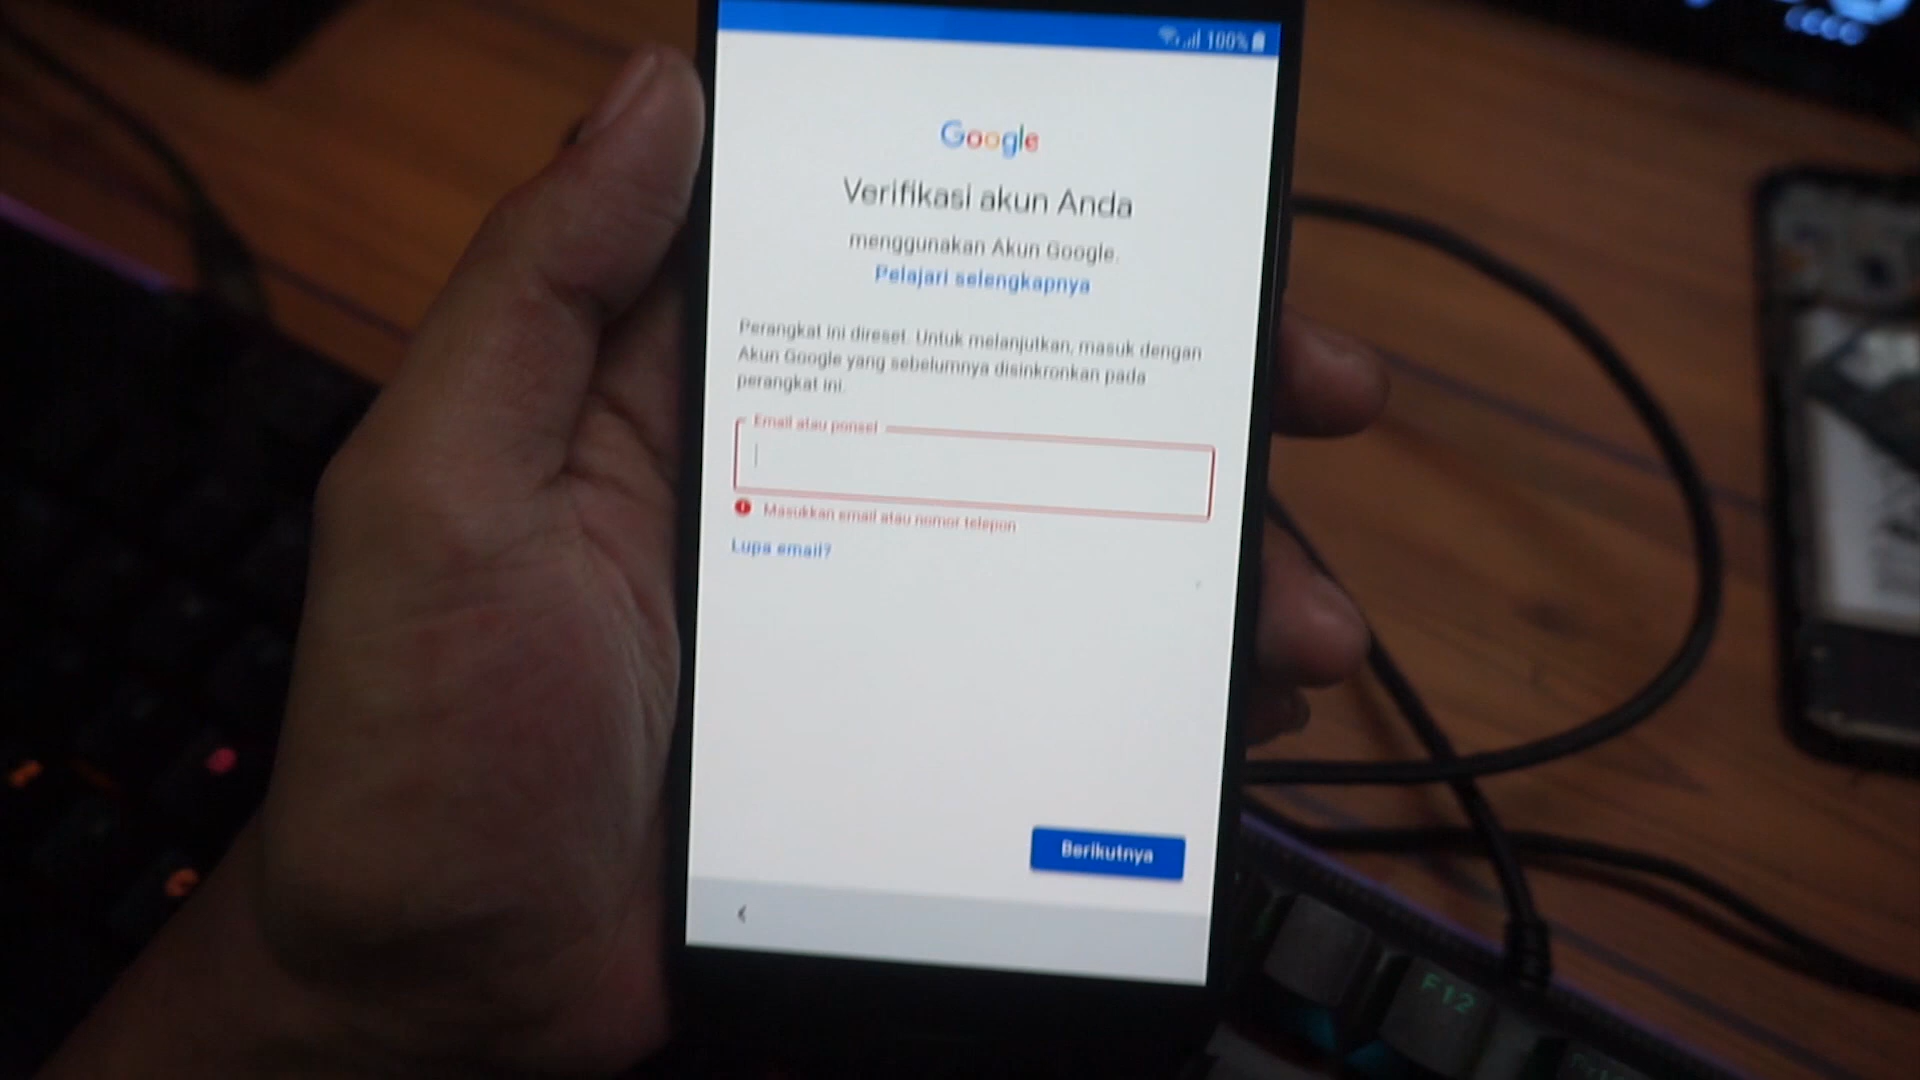 100%
Google
Verifikasi akun Anda
menggunakan Akun Google.
Pelajari selengkapnya
Perangkat ini direset. Untuk melanjutkan, masuk dengan
Akun Google yang sebelumnya disinkronkan pada
perangkat ini.
Email atau ponsel
Masukkan email atau nomor telepon
Lupa email?
Berikutnya
F12